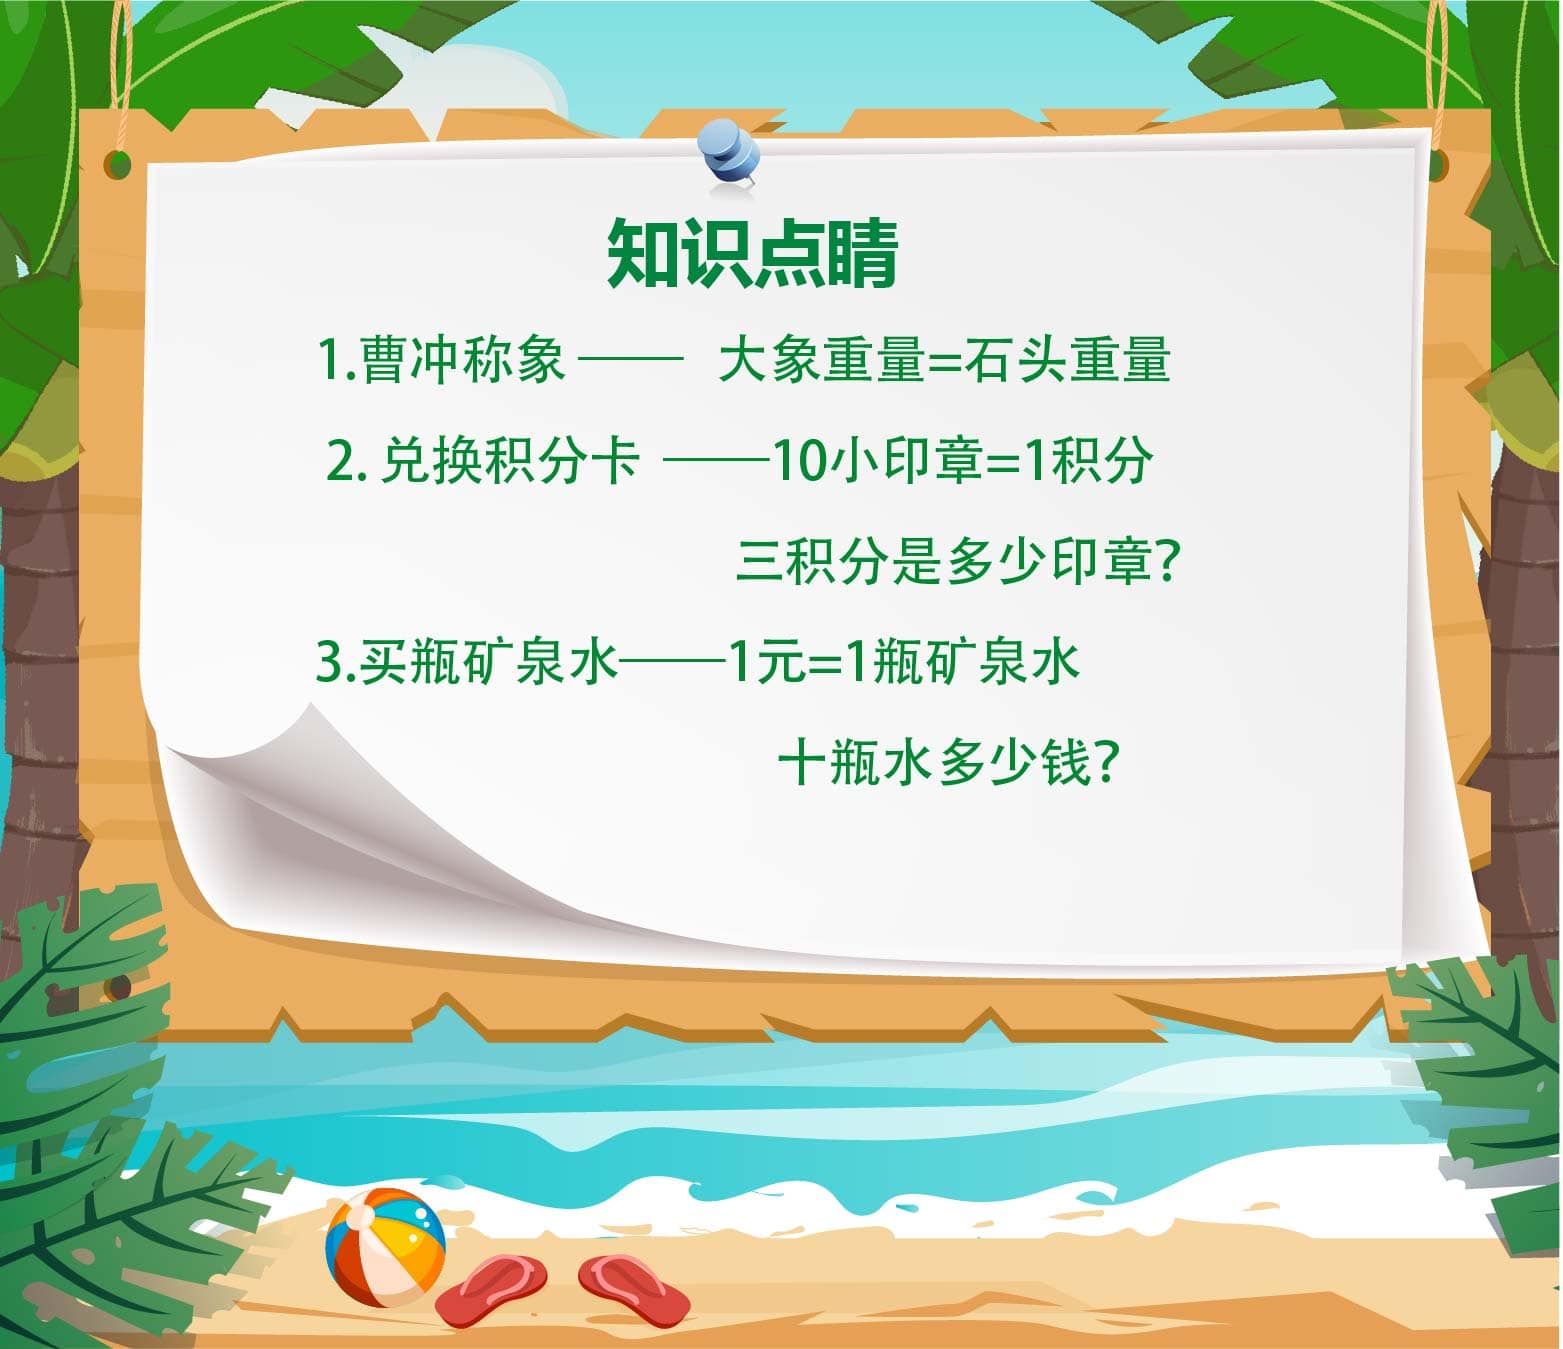 知识点睛
1.曹冲称象 —— 大象重量=石头重量
2. 兑换积分卡 ——10小印章=1积分
三积分是多少印章?
3.买瓶矿泉水——1元=1瓶矿泉水
十瓶水多少钱?